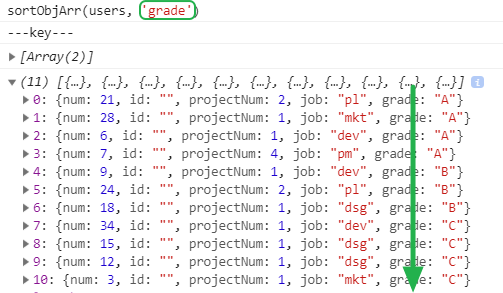 sortObjArr(users, 'grade')
---key---
▶ [Array(2)]
▼ (11) [{…}, {…}, {…}, {…}, {…}, {…}, {…}, {…}, {…}, {…}, {…}] i
▶ 0: {num: 21, id: "", projectNum: 2, job: "pl", grade: "A"}
▶ 1: {num: 28, id: "", projectNum: 1, job: "mkt", grade: "A"}
▶ 2: {num: 6, id: "", projectNum: 1, job: "dev", grade: "A"}
▶ 3: {num: 7, id: "", projectNum: 4, job: "pm", grade: "A"}
▶ 4: {num: 9, id: "", projectNum: 1, job: "dev", grade: "B"}
▶ 5: {num: 24, id: "", projectNum: 2, job: "pl", grade: "B"}
▶ 6: {num: 18, id: "", projectNum: 1, job: "dsg", grade: "B"}
▶ 7: {num: 34, id: "", projectNum: 1, job: "dev", grade: "C"}
▶ 8: {num: 15, id: "", projectNum: 1, job: "dsg", grade: "C"}
▶ 9: {num: 12, id: "", projectNum: 1, job: "dsg", grade: "C"}
▶ 10: {num: 3, id: "", projectNum: 1, job: "mkt", grade: "C"}